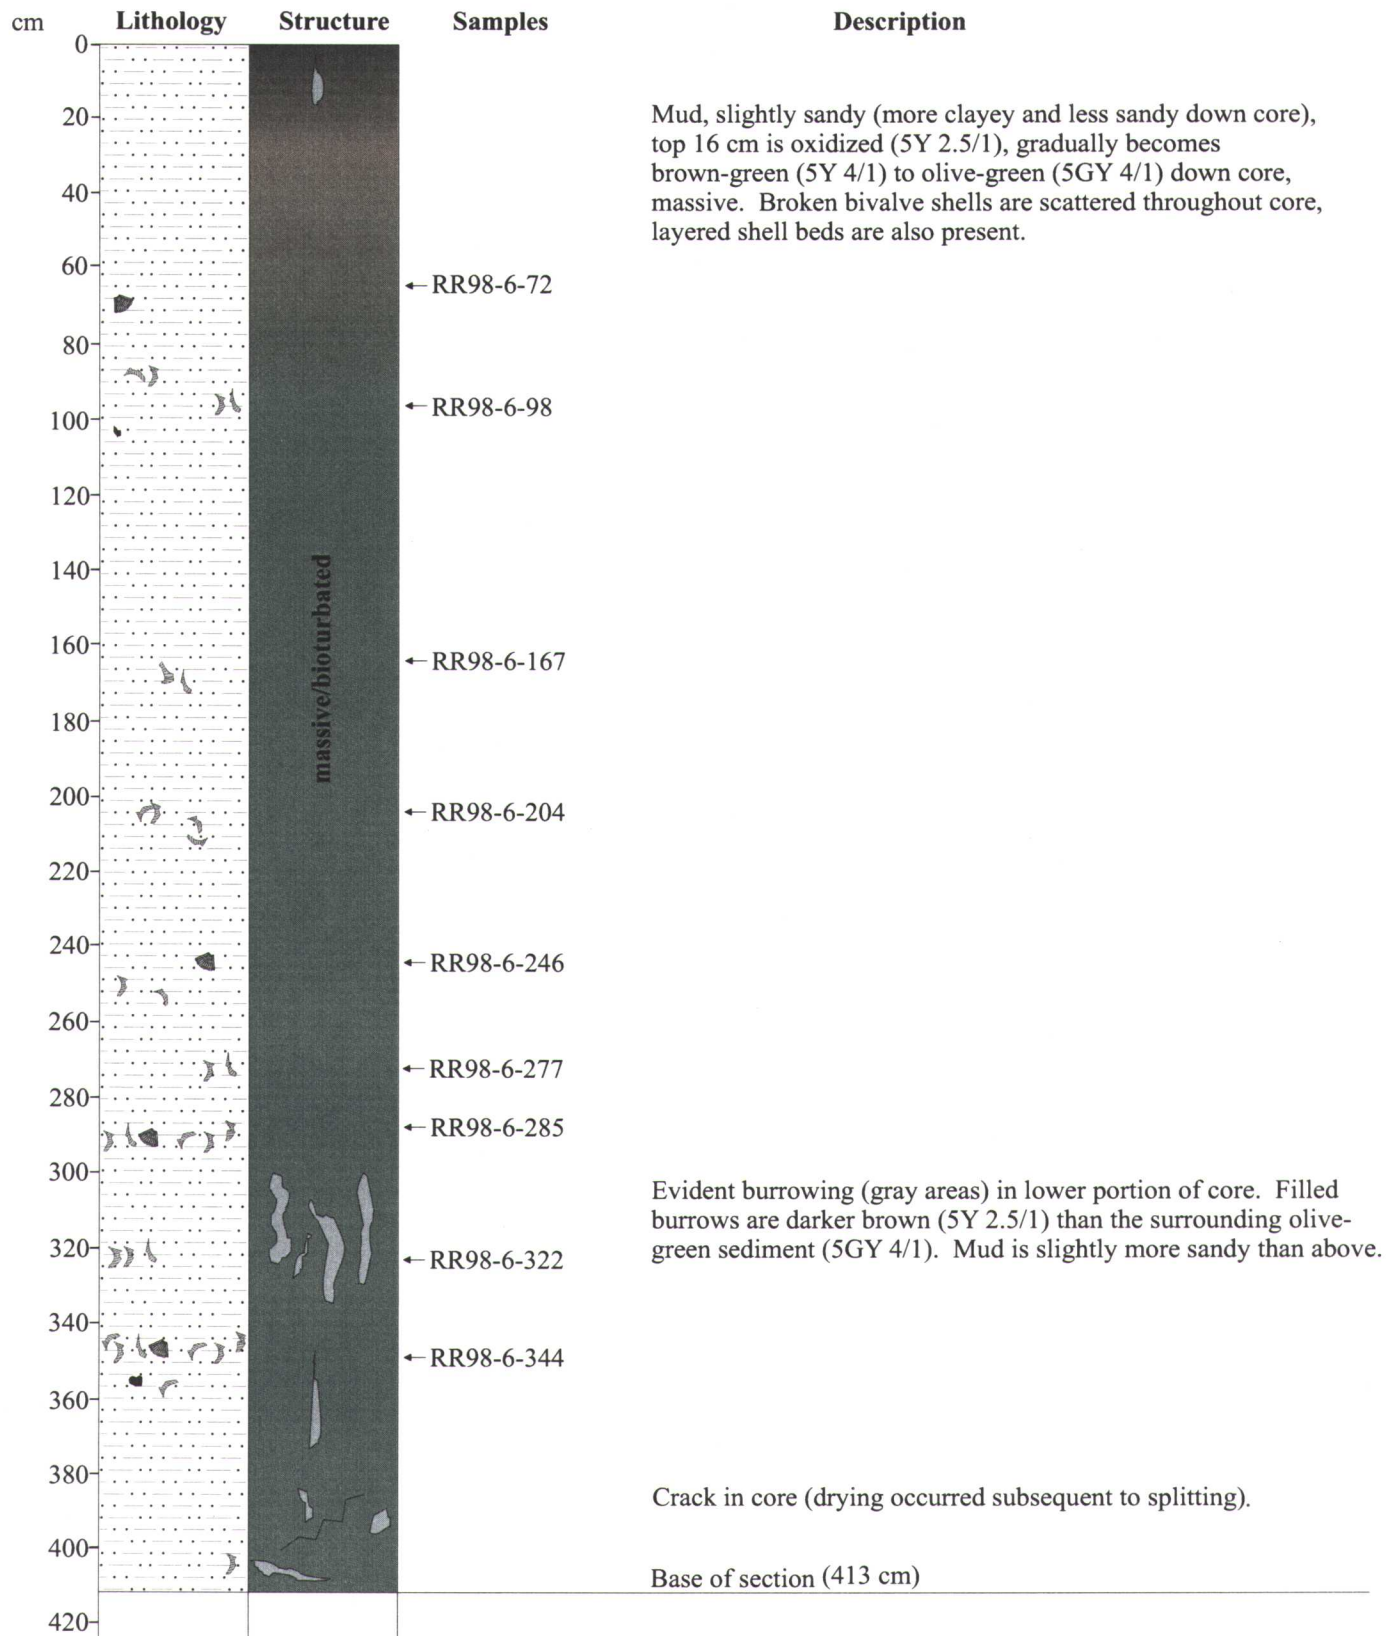 cm Lithology Structure Samples Description
0
20
40
60
80
100
120
140
160
180
200
220
240
260
280
300
320
340
360
380
400
420
massive/bioturbated
RR98-6-72
RR98-6-98
RR98-6-167
RR98-6-204
RR98-6-246
RR98-6-277
RR98-6-285
RR98-6-322
RR98-6-344
Mud, slightly sandy (more clayey and less sandy down core),
top 16 cm is oxidized (5Y 2.5/1), gradually becomes
brown-green (5Y 4/1) to olive-green (5GY 4/1) down core,
massive. Broken bivalve shells are scattered throughout core,
layered shell beds are also present.
Evident burrowing (gray areas) in lower portion of core. Filled
burrows are darker brown (5Y 2.5/1) than the surrounding olive-
green sediment (5GY 4/1). Mud is slightly more sandy than above.
Crack in core (drying occurred subsequent to splitting).
Base of section (413 cm)